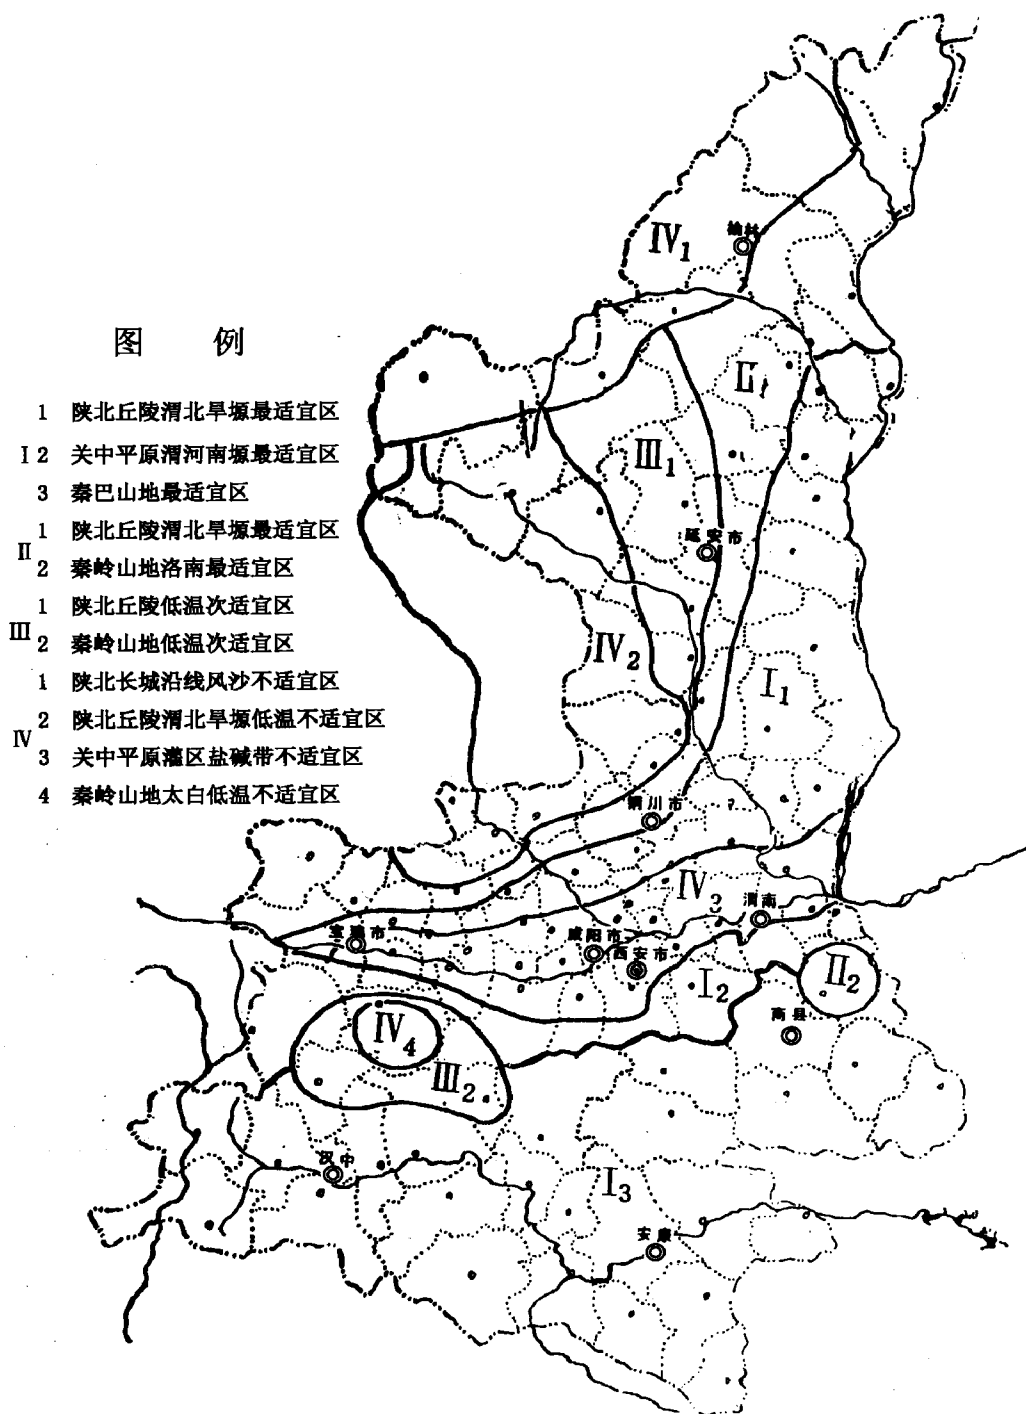 图 例
1 陕北丘陵渭北旱塬最适宜区
I 2 关中平原渭河南塬最适宜区
3 秦巴山地最适宜区
1 陕北丘陵渭北旱塬最适宜区
II
2 秦岭山地洛南最适宜区
1 陕北丘陵低温次适宜区
III
2 秦岭山地低温次适宜区
1 陕北长城沿线风沙不适宜区
2 陕北丘陵渭北旱塬低温不适宜区
IV
3 关中平原灌区盐碱带不适宜区
4 秦岭山地太白低温不适宜区
榆林
IV1
II1
III1
延安市
IV2
I1
铜川市
IV3
渭南
宝鸡市
咸阳市
西安市
I2
II2
商县
IV4
III2
汉中
I3
安康